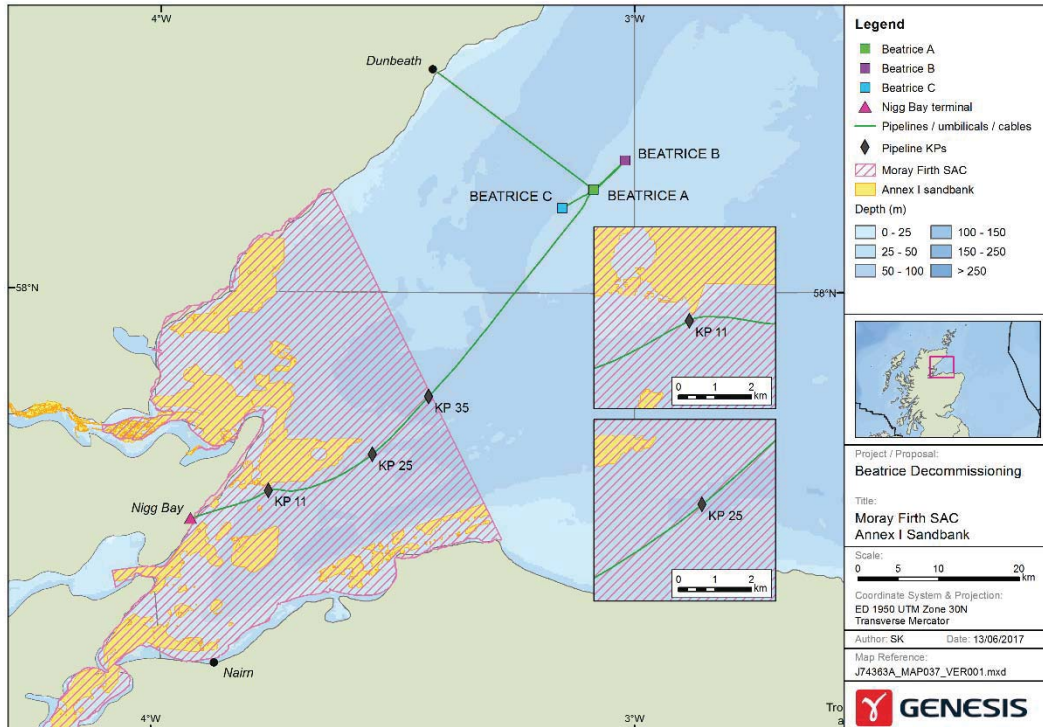 4°W
3°W
Dunbeath
BEATRICE B
BEATRICE C
BEATRICE A
58°N
58°N
KP 11
0 1 2
km
KP 35
KP 25
KP 11
Nigg Bay
KP 25
0 1 2
km
Nairn
4°W
3°W
Tro
a
Legend
Beatrice A
Beatrice B
Beatrice C
Nigg Bay terminal
Pipelines / umbilicals / cables
Pipeline KPs
Moray Firth SAC
Annex I sandbank
Depth (m)
0 - 25
25 - 50
50 - 100
100 - 150
150 - 250
> 250
Project / Proposal:
Beatrice Decommissioning
Title:
Moray Firth SAC
Annex I Sandbank
Scale:
0 5 10 20
km
Coordinate System & Projection:
ED 1950 UTM Zone 30N
Transverse Mercator
Author: SK Date: 13/06/2017
Map Reference:
J74363A_MAP037_VER001.mxd
GENESIS